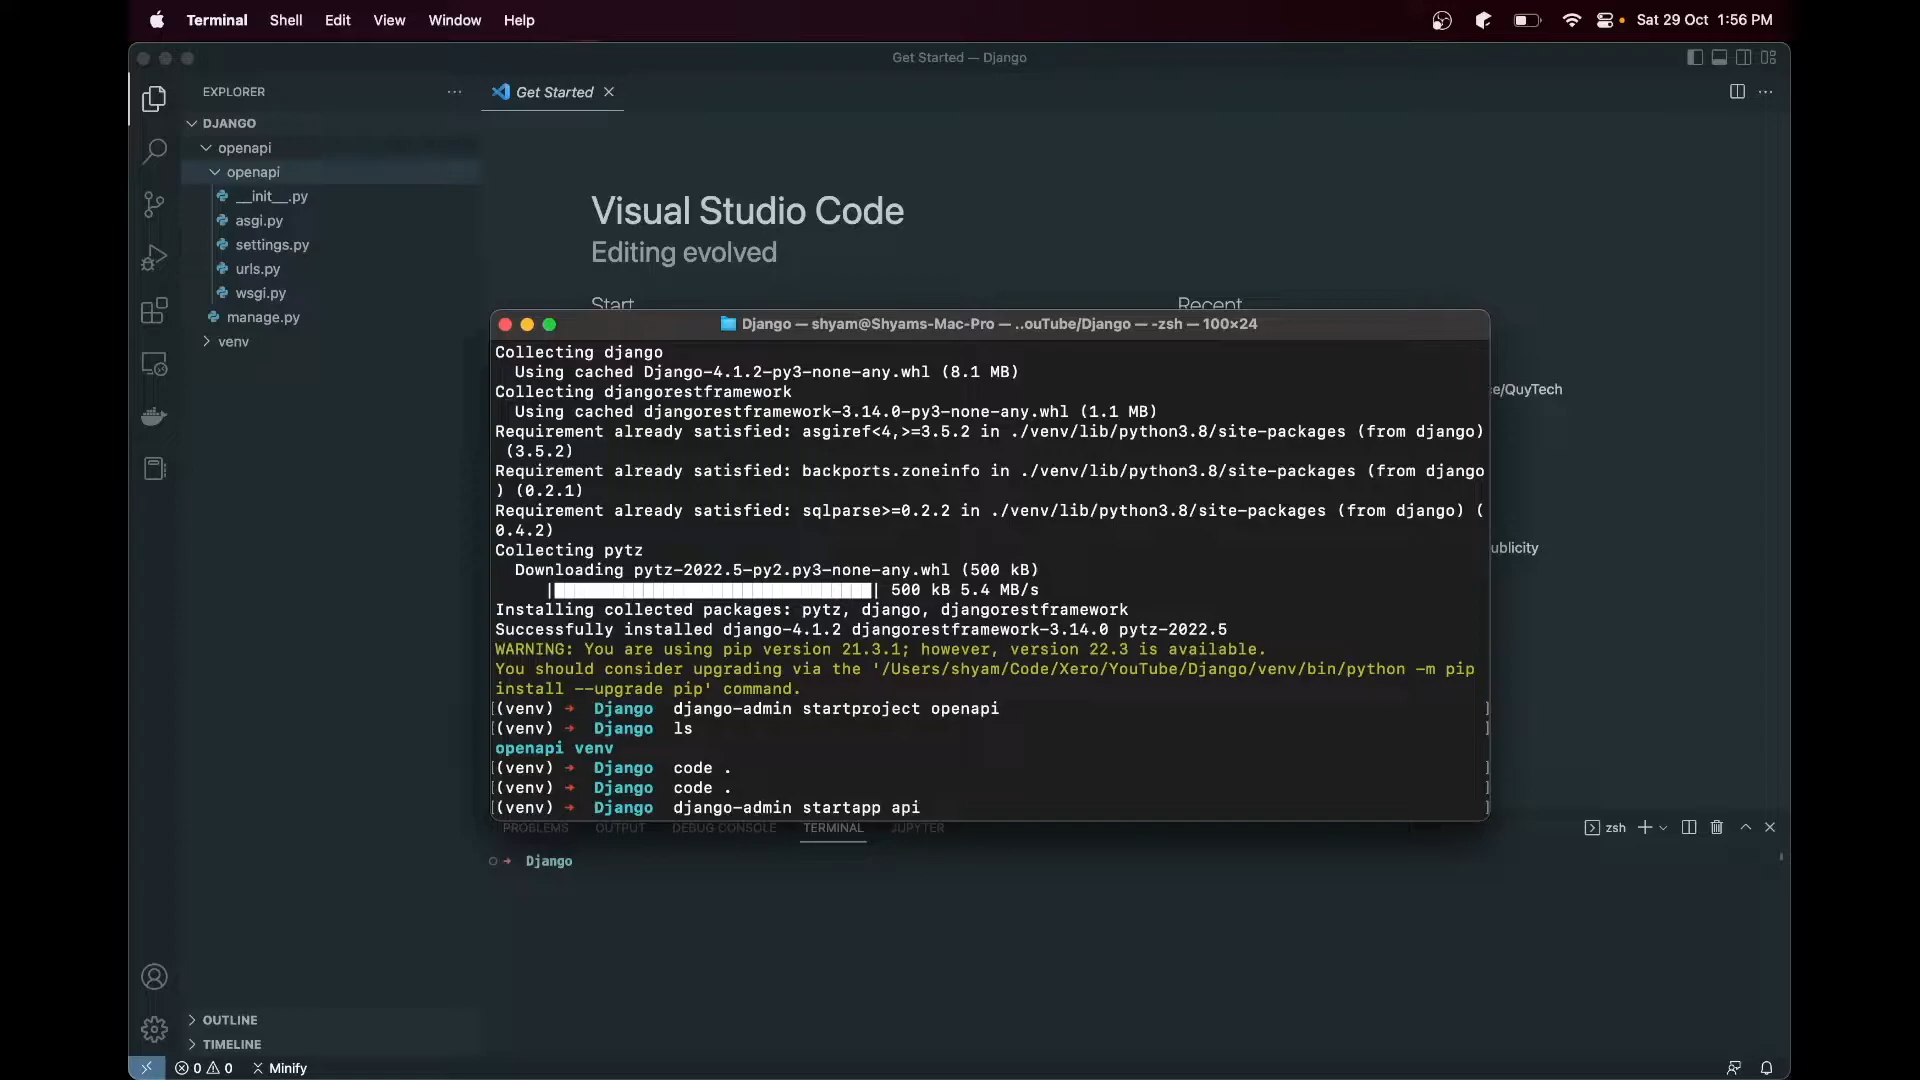 Terminal Shell Edit View Window Help Sat 29 Oct 1:56 PM
Get Started — Django
EXPLORER
Get Started
DJANGO
openapi
openapi
__init__.py
asgi.py
settings.py
urls.py
wsgi.py
manage.py
venv
Visual Studio Code
Editing evolved
Start
Recent
e/QuyTech
ublicity
Django — shyam@Shyams-Mac-Pro — ..ouTube/Django — -zsh — 100×24
Collecting django
Using cached Django-4.1.2-py3-none-any.whl (8.1 MB)
Collecting djangorestframework
Using cached djangorestframework-3.14.0-py3-none-any.whl (1.1 MB)
Requirement already satisfied: asgiref<4,>=3.5.2 in ./venv/lib/python3.8/site-packages (from django)
(3.5.2)
Requirement already satisfied: backports.zoneinfo in ./venv/lib/python3.8/site-packages (from django
) (0.2.1)
Requirement already satisfied: sqlparse>=0.2.2 in ./venv/lib/python3.8/site-packages (from django) (
0.4.2)
Collecting pytz
Downloading pytz-2022.5-py2.py3-none-any.whl (500 kB)
|████████████████████████████████| 500 kB 5.4 MB/s
Installing collected packages: pytz, django, djangorestframework
Successfully installed django-4.1.2 djangorestframework-3.14.0 pytz-2022.5
WARNING: You are using pip version 21.3.1; however, version 22.3 is available.
You should consider upgrading via the '/Users/shyam/Code/Xero/YouTube/Django/venv/bin/python -m pip
install --upgrade pip' command.
[(venv) ➜ Django django-admin startproject openapi ]
[(venv) ➜ Django ls ]
openapi venv
[(venv) ➜ Django code . ]
[(venv) ➜ Django code . ]
[(venv) ➜ Django django-admin startapp api ]
PROBLEMS OUTPUT DEBUG CONSOLE TERMINAL JUPYTER zsh
➜ Django
OUTLINE
TIMELINE
0 0 Minify